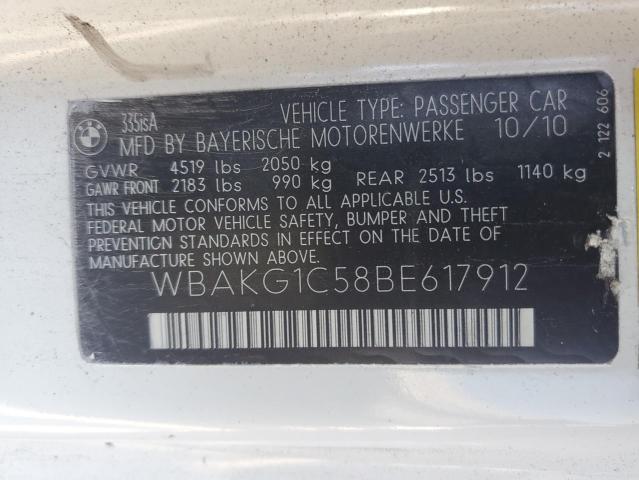 BMW
335isA
VEHICLE TYPE: PASSENGER CAR
MFD BY BAYERISCHE MOTORENWERKE 10/10
GVWR 4519 lbs 2050 kg
GAWR FRONT 2183 lbs 990 kg REAR 2513 lbs 1140 kg
THIS VEHICLE CONFORMS TO ALL APPLICABLE U.S.
FEDERAL MOTOR VEHICLE SAFETY, BUMPER AND THEFT
PREVENTION STANDARDS IN EFFECT ON THE DATE OF
MANUFACTURE SHOWN ABOVE.
WBAKG1C58BE617912
2 122 606